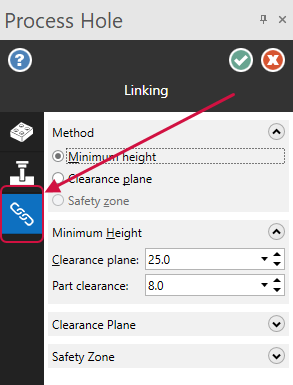 Process Hole
Linking
Method
Minimum height
Clearance plane
Safety zone
Minimum Height
Clearance plane: 25.0
Part clearance: 8.0
Clearance Plane
Safety Zone